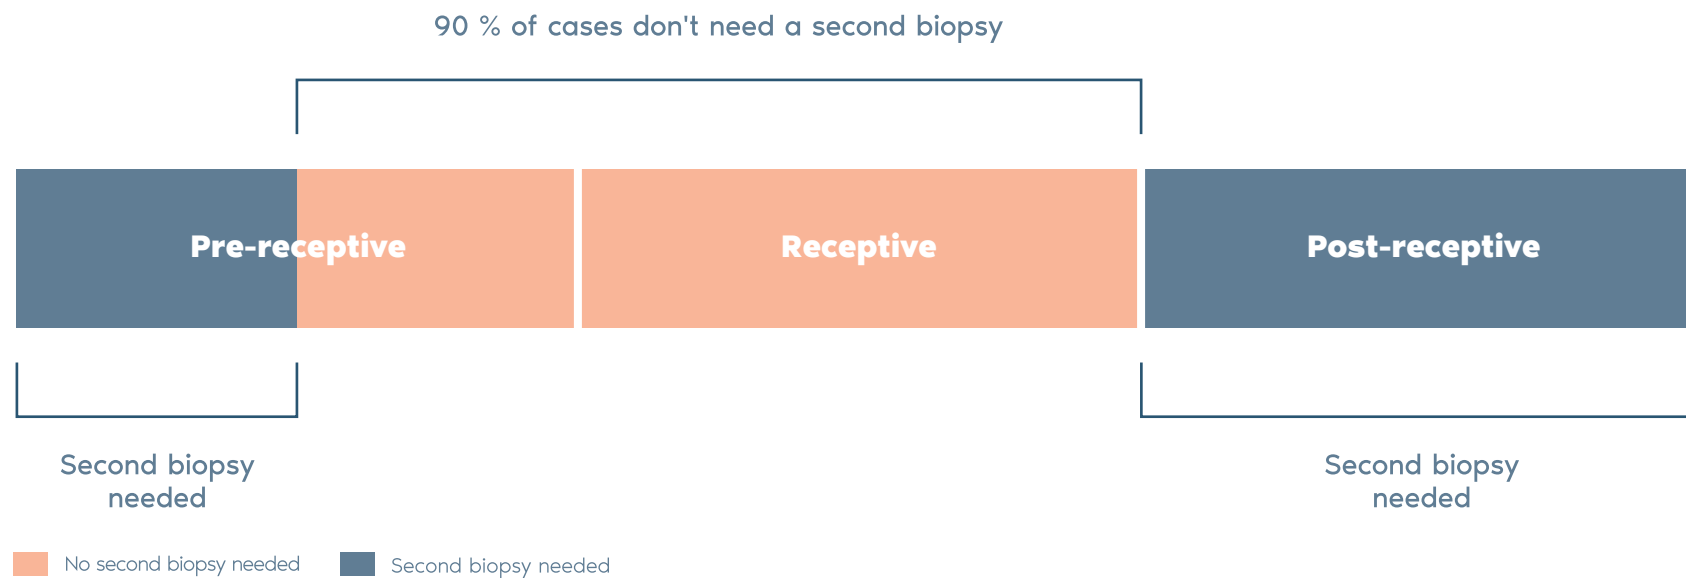 90 % of cases don't need a second biopsy
Pre-receptive
Receptive
Post-receptive
Second biopsy
needed
Second biopsy
needed
No second biopsy needed
Second biopsy needed